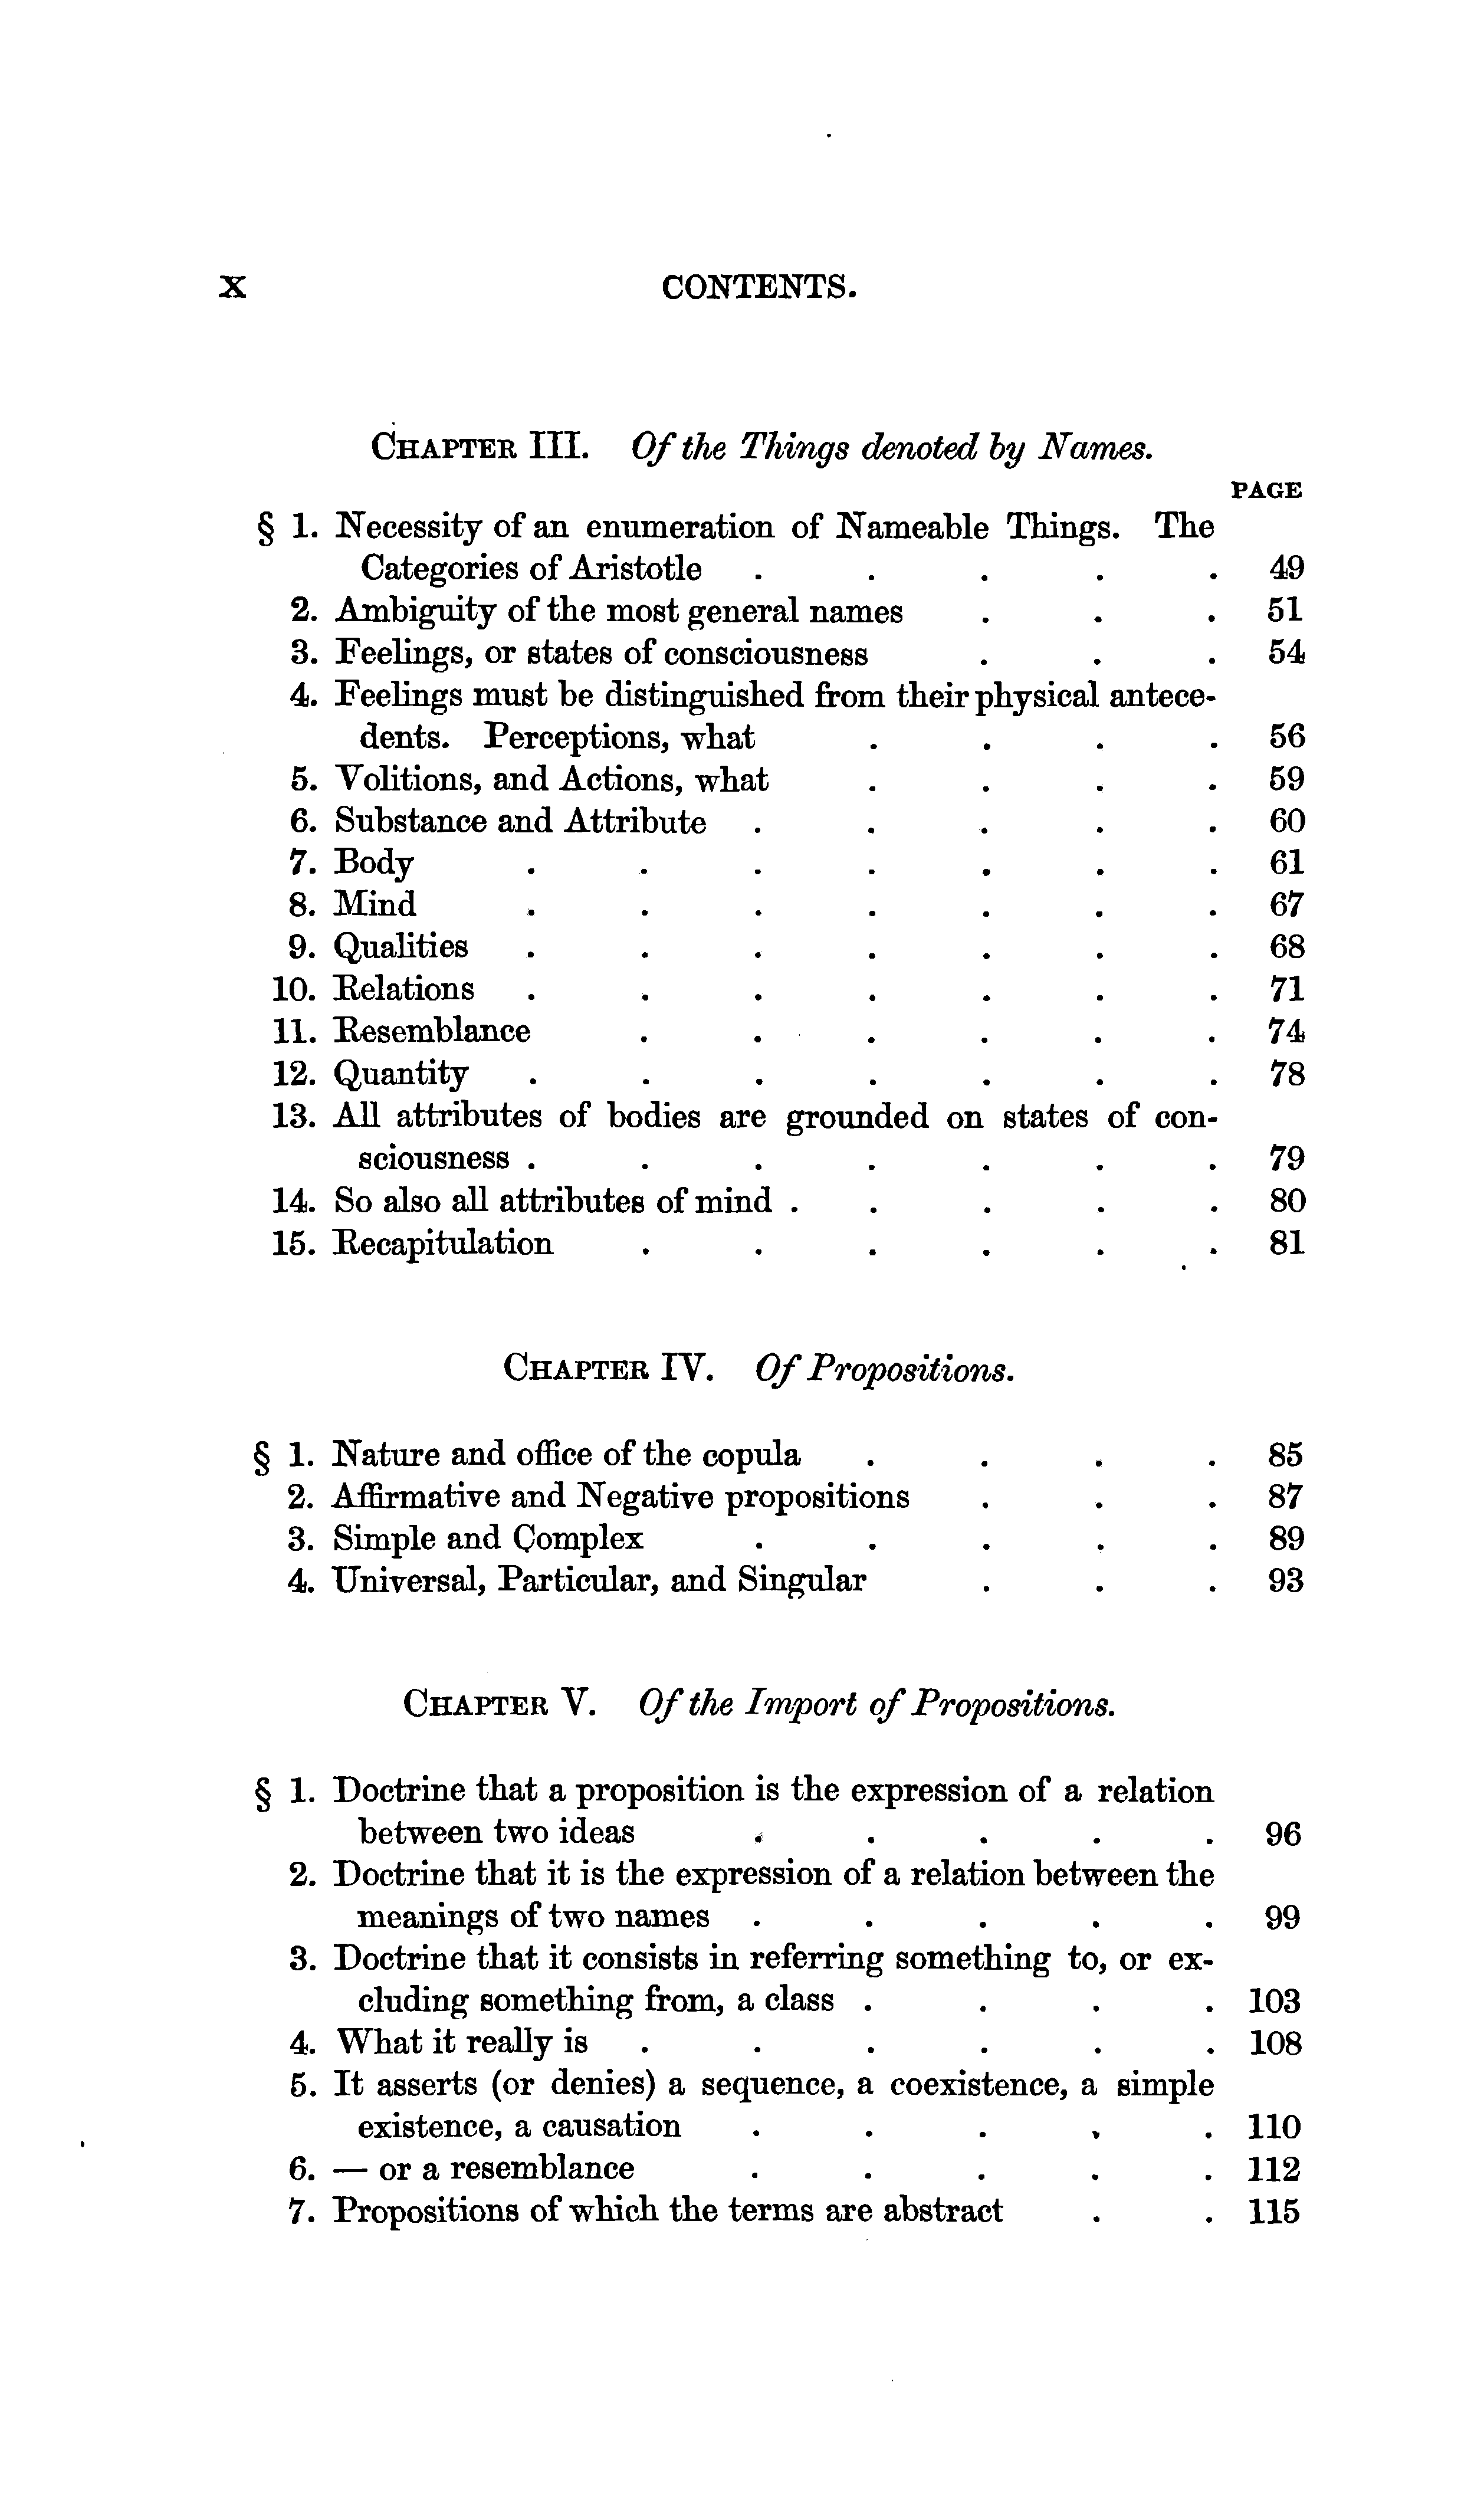 x CONTENTS.
CHAPTER III. Of the Things denoted by Names.
PAGE
§ 1. Necessity of an enumeration of Nameable Things. The
Categories of Aristotle . . . . . 49
2. Ambiguity of the most general names . . . 51
3. Feelings, or states of consciousness . . . 54
4. Feelings must be distinguished from their physical antece-
dents. Perceptions, what . . . . 56
5. Volitions, and Actions, what . . . . 59
6. Substance and Attribute . . . . . 60
7. Body . . . . . . . 61
8. Mind . . . . . . . 67
9. Qualities . . . . . . . 68
10. Relations . . . . . . . 71
11. Resemblance . . . . . . 74
12. Quantity . . . . . . . 78
13. All attributes of bodies are grounded on states of con-
sciousness . . . . . . . 79
14. So also all attributes of mind . . . . . 80
15. Recapitulation . . . . . . 81
CHAPTER IV. Of Propositions.
§ 1. Nature and office of the copula . . . . 85
2. Affirmative and Negative propositions . . . 87
3. Simple and Complex . . . . . 89
4. Universal, Particular, and Singular . . . 93
CHAPTER V. Of the Import of Propositions.
§ 1. Doctrine that a proposition is the expression of a relation
between two ideas . . . . . 96
2. Doctrine that it is the expression of a relation between the
meanings of two names . . . . . 99
3. Doctrine that it consists in referring something to, or ex-
cluding something from, a class . . . . 103
4. What it really is . . . . . . 108
5. It asserts (or denies) a sequence, a coexistence, a simple
existence, a causation . . . . . 110
6. — or a resemblance . . . . . 112
7. Propositions of which the terms are abstract . . 115